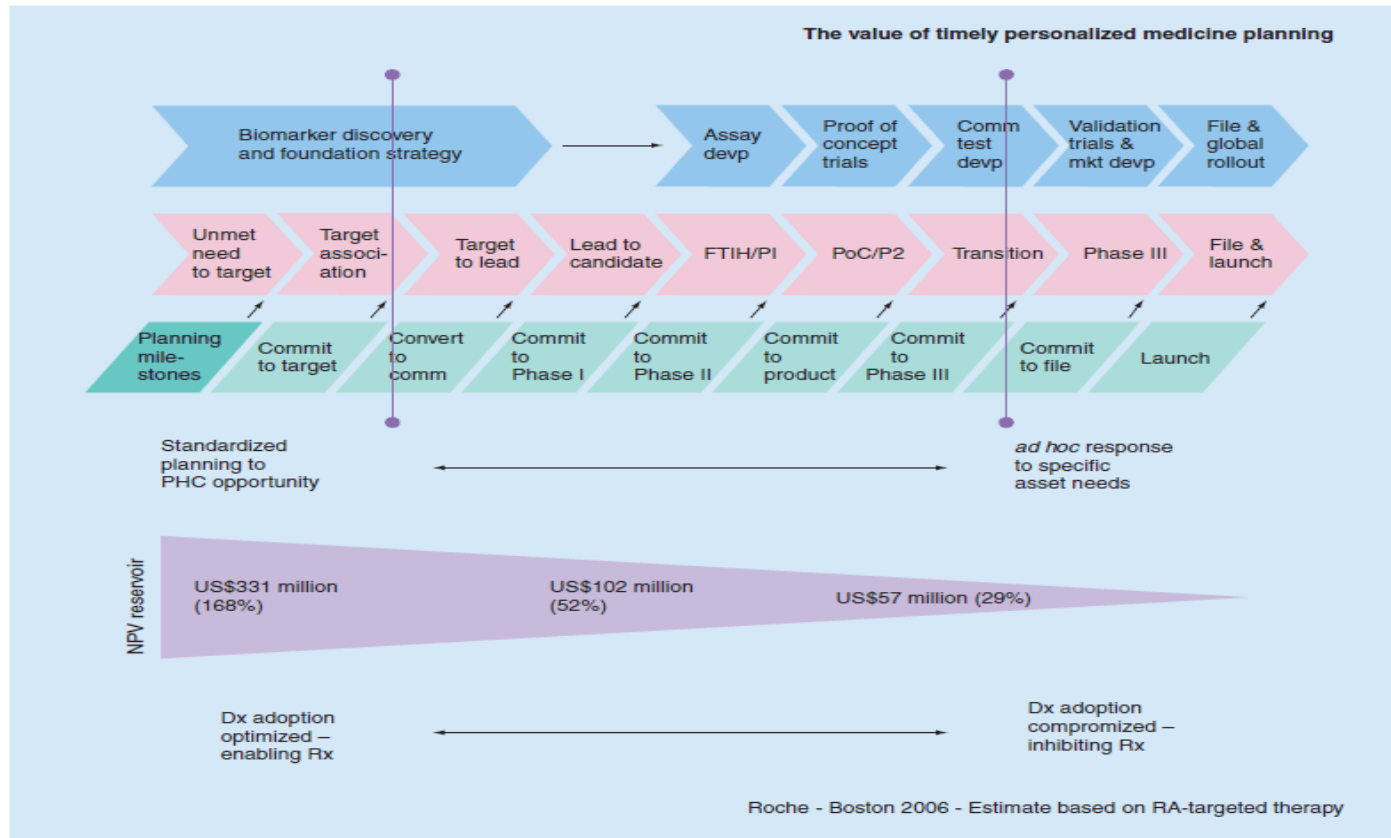 The value of timely personalized medicine planning
Biomarker discovery
and foundation strategy
Assay
devp
Proof of
concept
trials
Comm
test
devp
Validation
trials &
mkt devp
File &
global
rollout
Unmet
need
to target
Target
associ-
ation
Target
to lead
Lead to
candidate
FTIH/PI
PoC/P2
Transition
Phase III
File &
launch
Planning
mile-
stones
Commit
to target
Convert
to
comm
Commit
to
Phase I
Commit
to
Phase II
Commit
to
product
Commit
to
Phase III
Commit
to file
Launch
Standardized
planning to
PHC opportunity
ad hoc response
to specific
asset needs
NPV reservoir
US$331 million
(168%)
US$102 million
(52%)
US$57 million (29%)
Dx adoption
optimized –
enabling Rx
Dx adoption
compromized –
inhibiting Rx
Roche - Boston 2006 - Estimate based on RA-targeted therapy